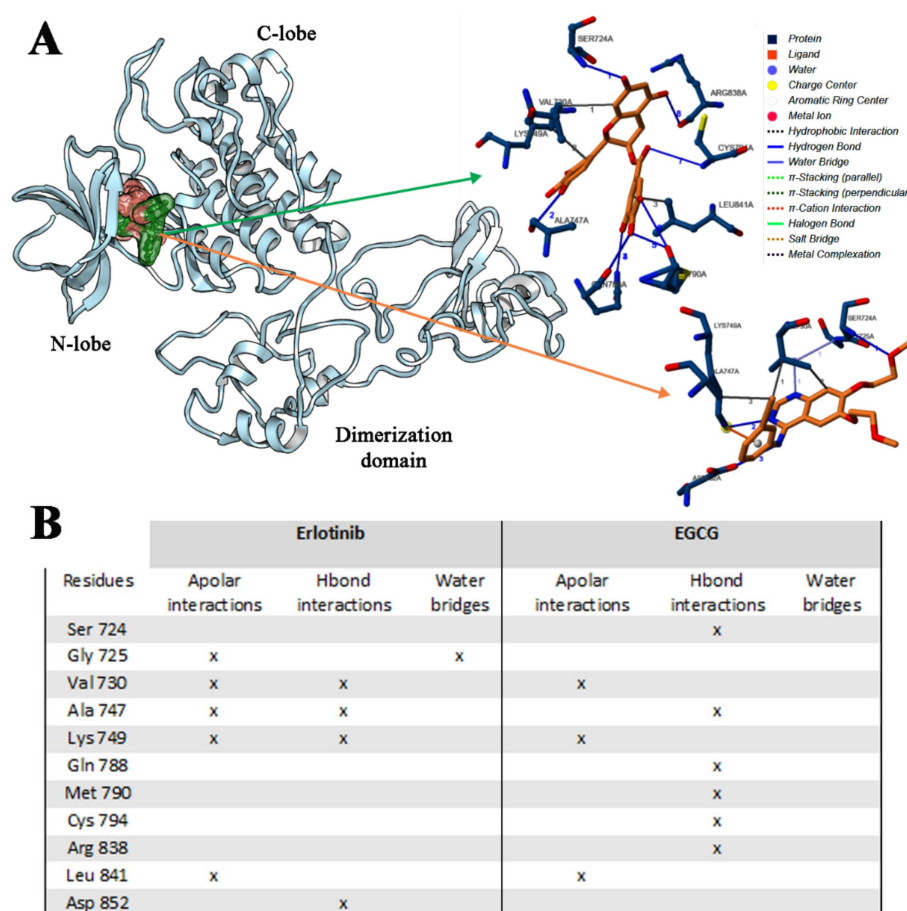 A
C-lobe
N-lobe
Dimerization
domain
SER724A
ARG838A
VAL730A
LEU841A
ALA747A
Protein
Ligand
Water
Charge Center
Aromatic Ring Center
Metal Ion
Hydrophobic Interaction
Hydrogen Bond
Water Bridge
π-Stacking (parallel)
π-Stacking (perpendicular
π-Cation Interaction
Halogen Bond
Salt Bridge
Metal Complexation
LYS749A
SER724A
ALA747A
B
Erlotinib EGCG
Residues Apolar interactions Hbond interactions Water bridges Apolar interactions Hbond interactions Water bridges
Ser 724 x
Gly 725 x x
Val 730 x x x
Ala 747 x x x
Lys 749 x x x
Gln 788 x
Met 790 x
Cys 794 x
Arg 838 x
Leu 841 x x
Asp 852 x